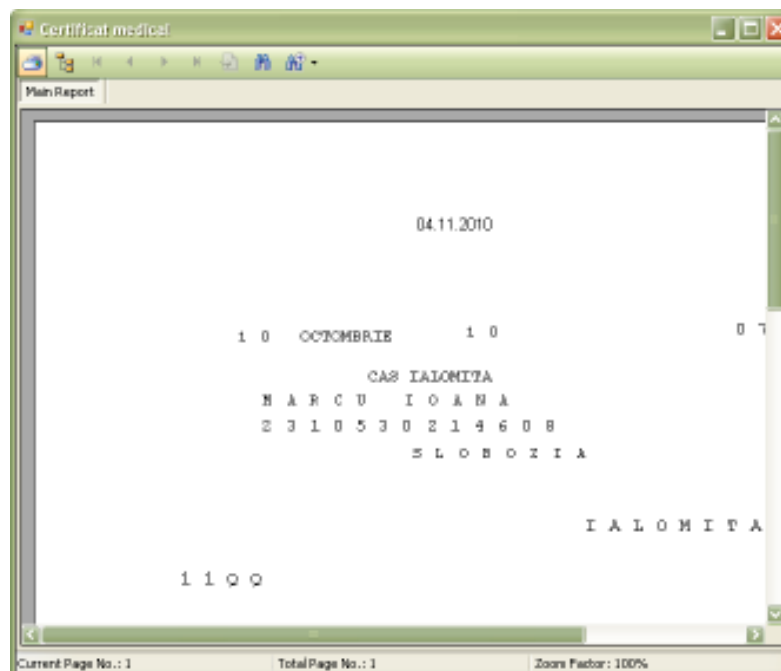 Certificat medical
Main Report
04.11.2010
1 0 OCTOMBRIE 1 0 0 7
CAS IALOMITA
M A R C U I O A N A
2 3 1 0 5 3 0 2 1 4 6 0 8
S L O B O Z I A
I A L O M I T A
1 1 Q Q
Current Page No.: 1 Total Page No.: 1 Zoom Factor: 100%